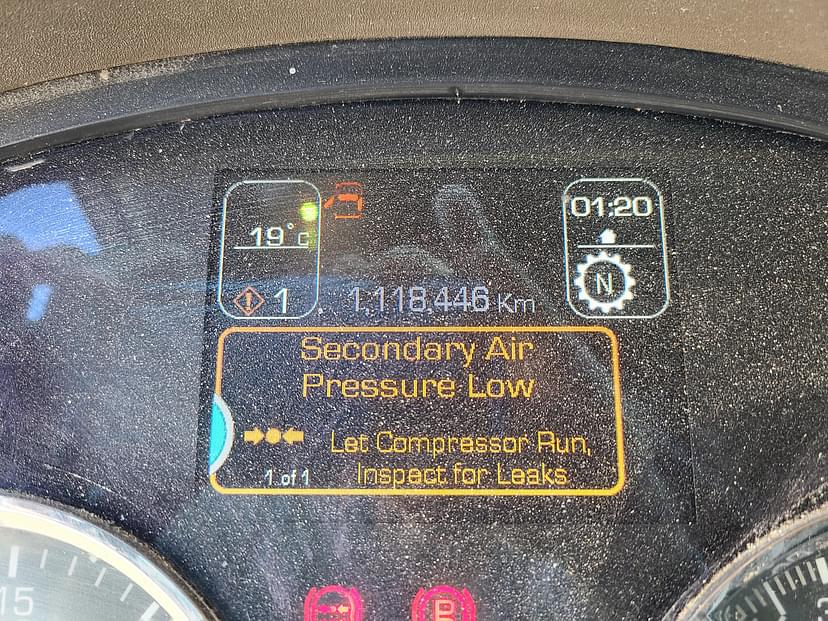 01:20
19°C
N
1
1,118,446 Km
Secondary Air
Pressure Low
Let Compressor Run,
1 of 1
Inspect for Leaks
15
P